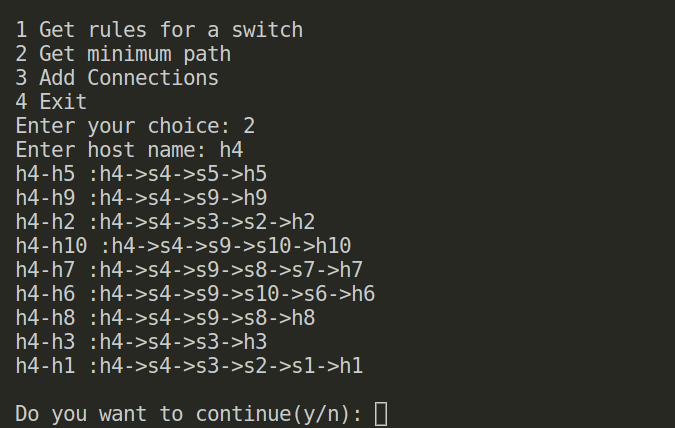 1 Get rules for a switch
2 Get minimum path
3 Add Connections
4 Exit
Enter your choice: 2
Enter host name: h4
h4-h5 :h4->s4->s5->h5
h4-h9 :h4->s4->s9->h9
h4-h2 :h4->s4->s3->s2->h2
h4-h10 :h4->s4->s9->s10->h10
h4-h7 :h4->s4->s9->s8->s7->h7
h4-h6 :h4->s4->s9->s10->s6->h6
h4-h8 :h4->s4->s9->s8->h8
h4-h3 :h4->s4->s3->h3
h4-h1 :h4->s4->s3->s2->s1->h1
Do you want to continue(y/n):